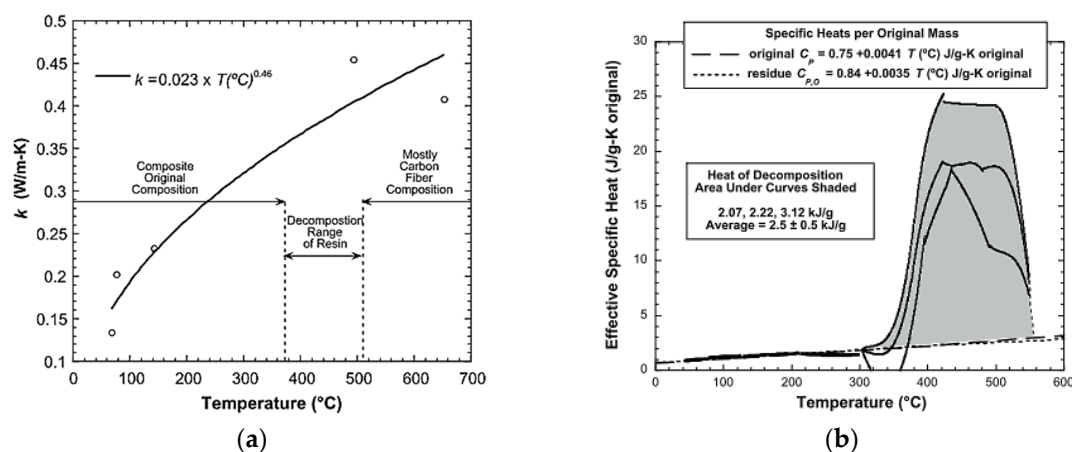 k = 0.023 x T(ºC)^0.46
Composite
Original
Composition
Mostly
Carbon
Fiber
Composition
Decompostion
Range
of Resin
0.5
0.45
0.4
0.35
0.3
0.25
0.2
0.15
0.1
k (W/m-K)
0 100 200 300 400 500 600 700
Temperature (°C)
(a)
Specific Heats per Original Mass
original C_P = 0.75 +0.0041 T (ºC) J/g-K original
residue C_P,O = 0.84 +0.0035 T (ºC) J/g-K original
Heat of Decomposition
Area Under Curves Shaded
2.07, 2.22, 3.12 kJ/g
Average = 2.5 ± 0.5 kJ/g
30
25
20
15
10
5
0
Effective Specific Heat (J/g-K original)
0 100 200 300 400 500 600
Temperature (°C)
(b)